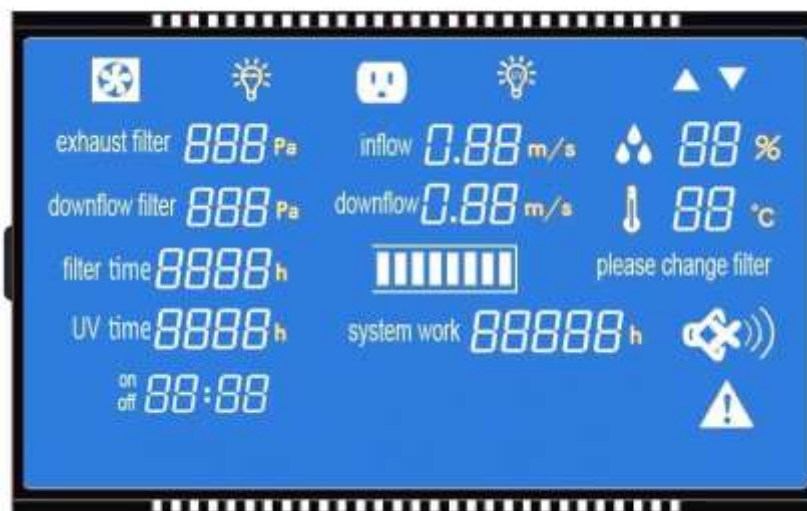 UV
exhaust filter 888 Pa inflow 0.88 m/s 88 %
downflow filter 888 Pa downflow 0.88 m/s 88 °C
filter time 8888 h please change filter
UV time 8888 h system work 88888 h
on
off 88:88